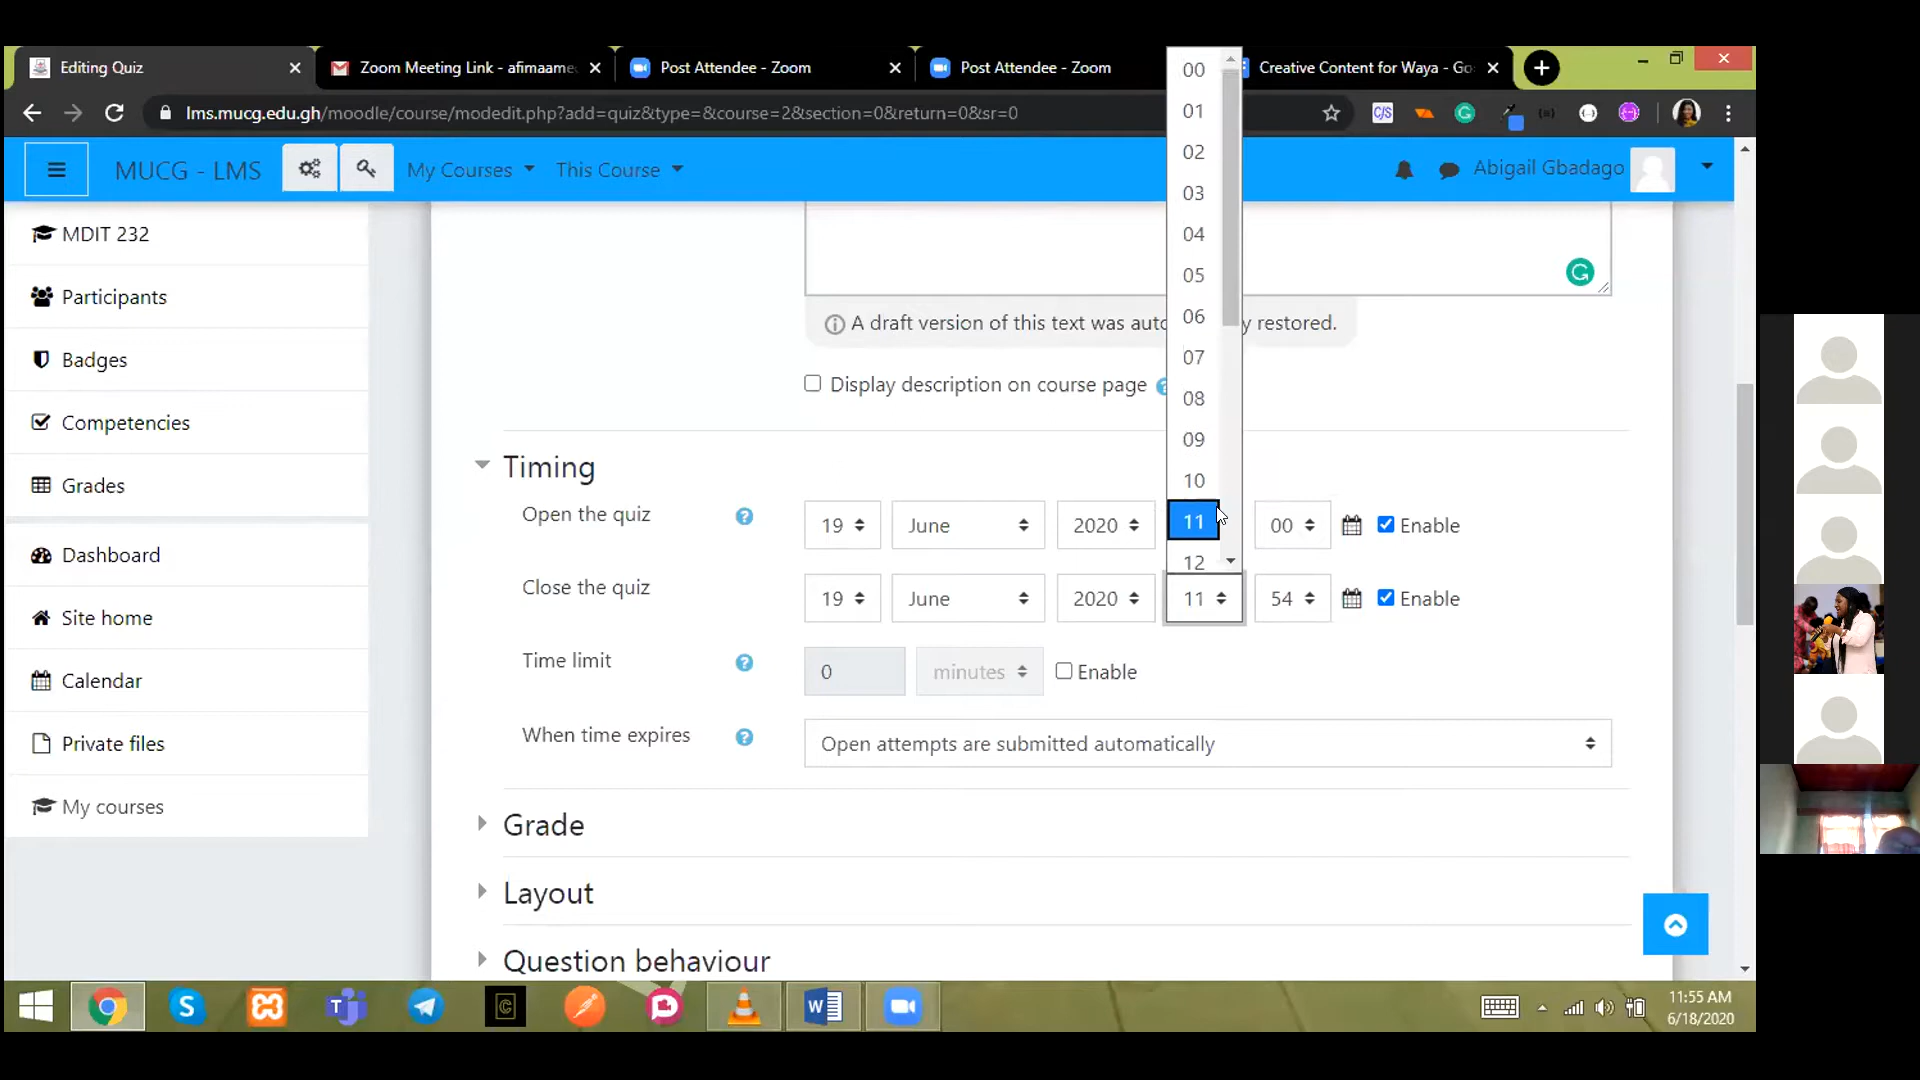 Editing Quiz
Zoom Meeting Link - afimaame
Post Attendee - Zoom
Post Attendee - Zoom
Creative Content for Waya - Go
lms.mucg.edu.gh/moodle/course/modedit.php?add=quiz&type=&course=2&section=0&return=0&sr=0
MUCG - LMS
My Courses
This Course
Abigail Gbadago
MDIT 232
Participants
Badges
Competencies
Grades
Dashboard
Site home
Calendar
Private files
My courses
A draft version of this text was auto y restored.
Display description on course page
Timing
Open the quiz
19
June
2020
00
Enable
Close the quiz
19
June
2020
11
54
Enable
Time limit
0
minutes
Enable
When time expires
Open attempts are submitted automatically
Grade
Layout
Question behaviour
00
01
02
03
04
05
06
07
08
09
10
11
12
11:55 AM
6/18/2020